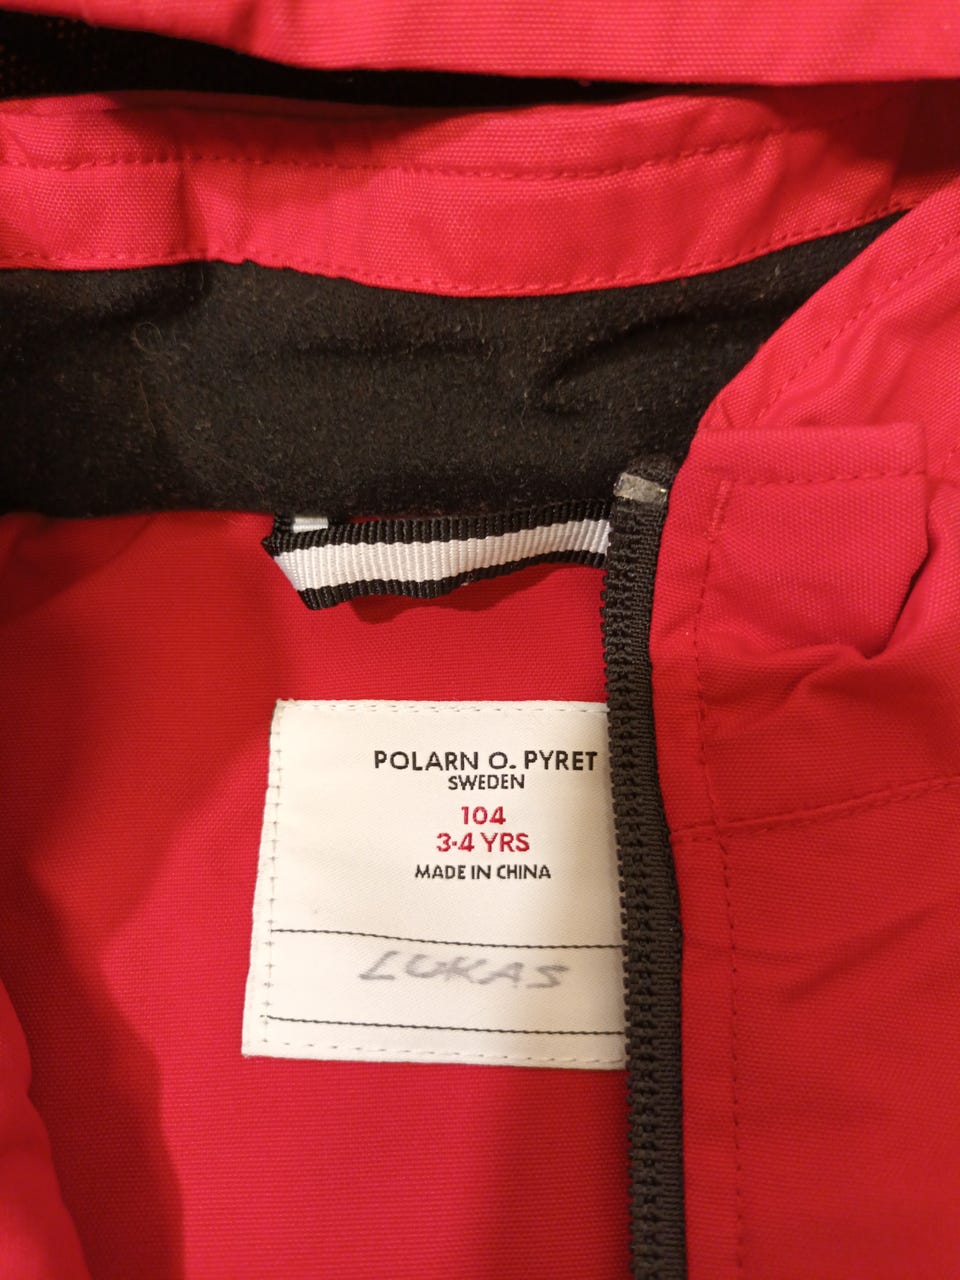 POLARN O. PYRET
SWEDEN
104
3-4 YRS
MADE IN CHINA
LUKAS